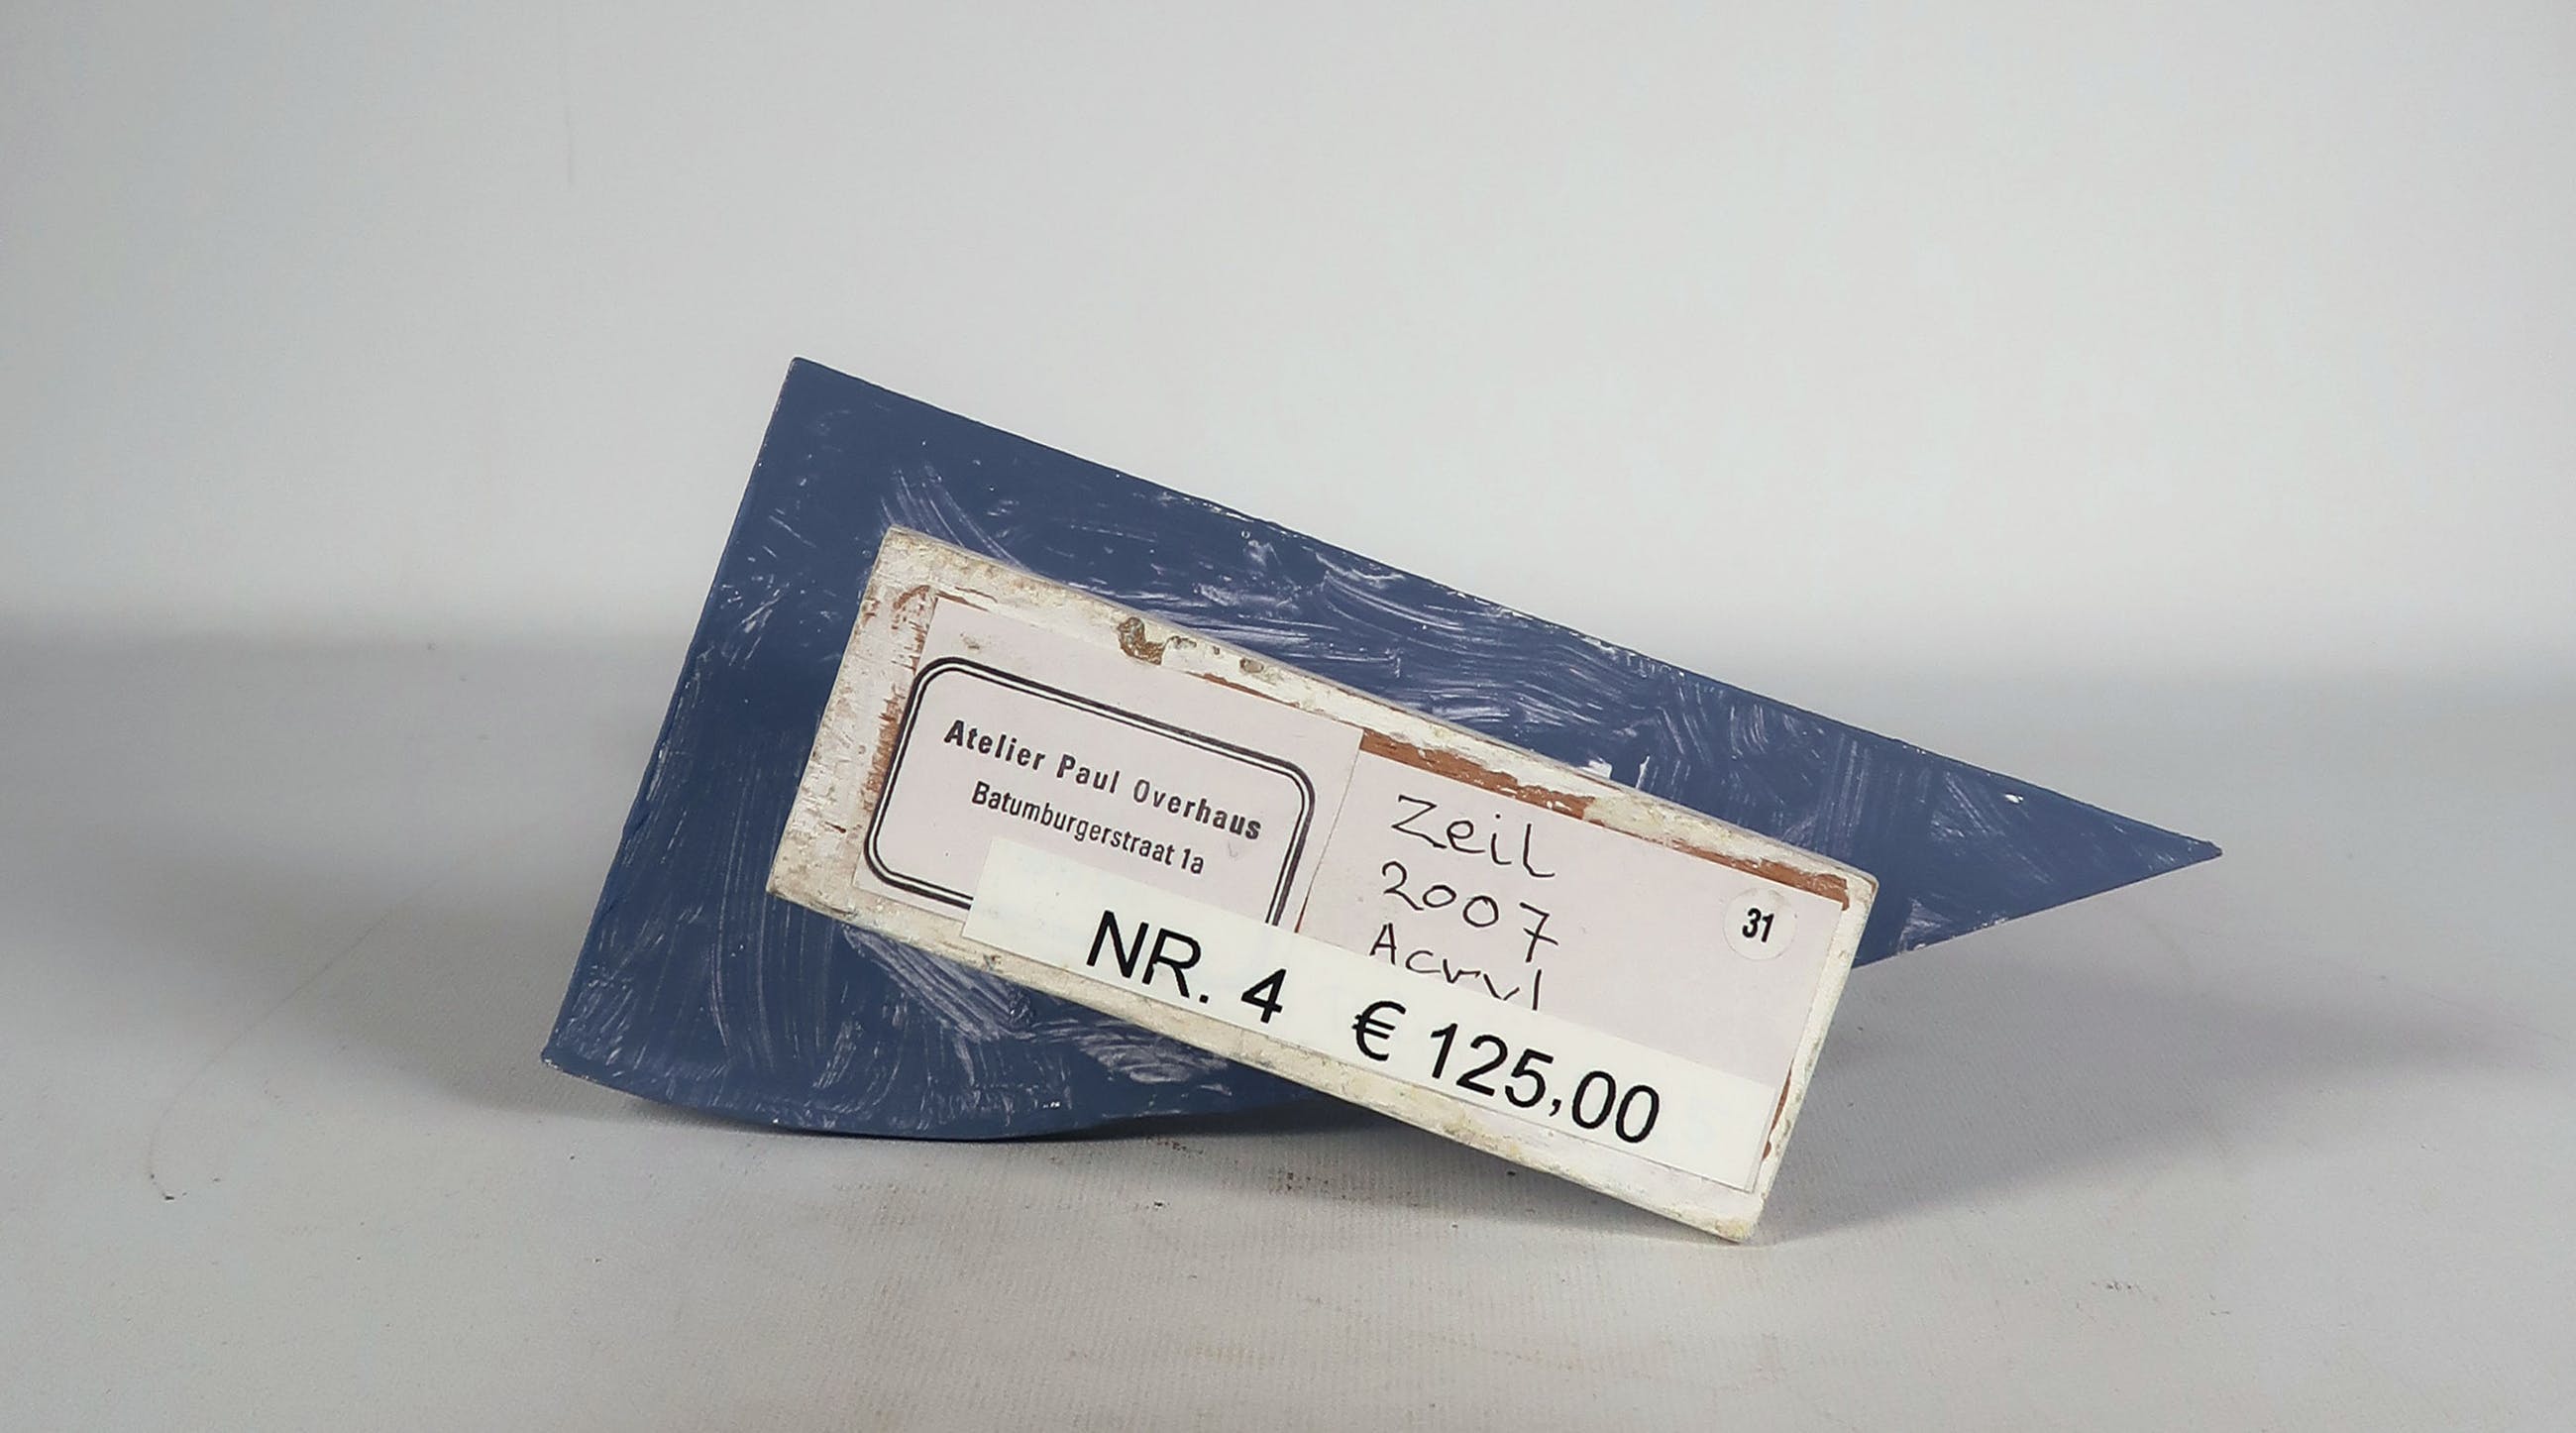 Atelier Paul Overhaus
Batumburgerstraat 1a
Zeil
2007
Acryl
31
NR. 4 € 125,00